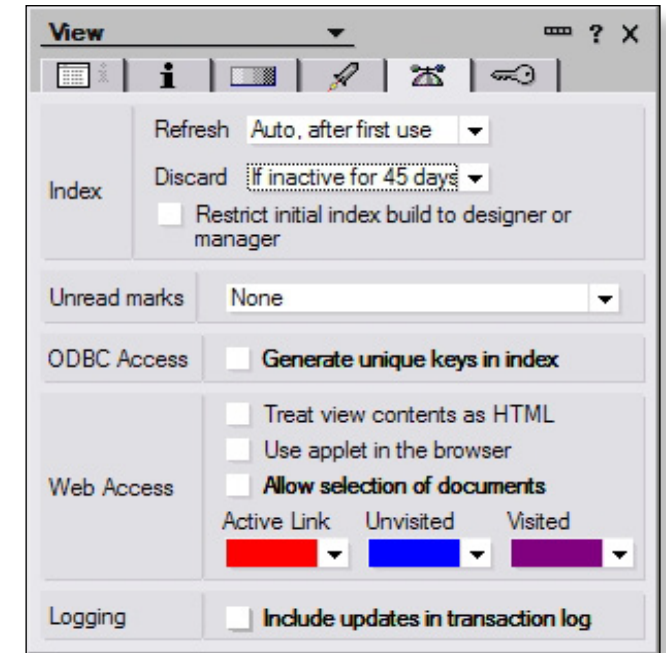 View
? X
i i
Refresh Auto, after first use
Index
Discard If inactive for 45 days
Restrict initial index build to designer or
manager
Unread marks None
ODBC Access Generate unique keys in index
Treat view contents as HTML
Use applet in the browser
Web Access
Allow selection of documents
Active Link Unvisited Visited
Logging Include updates in transaction log